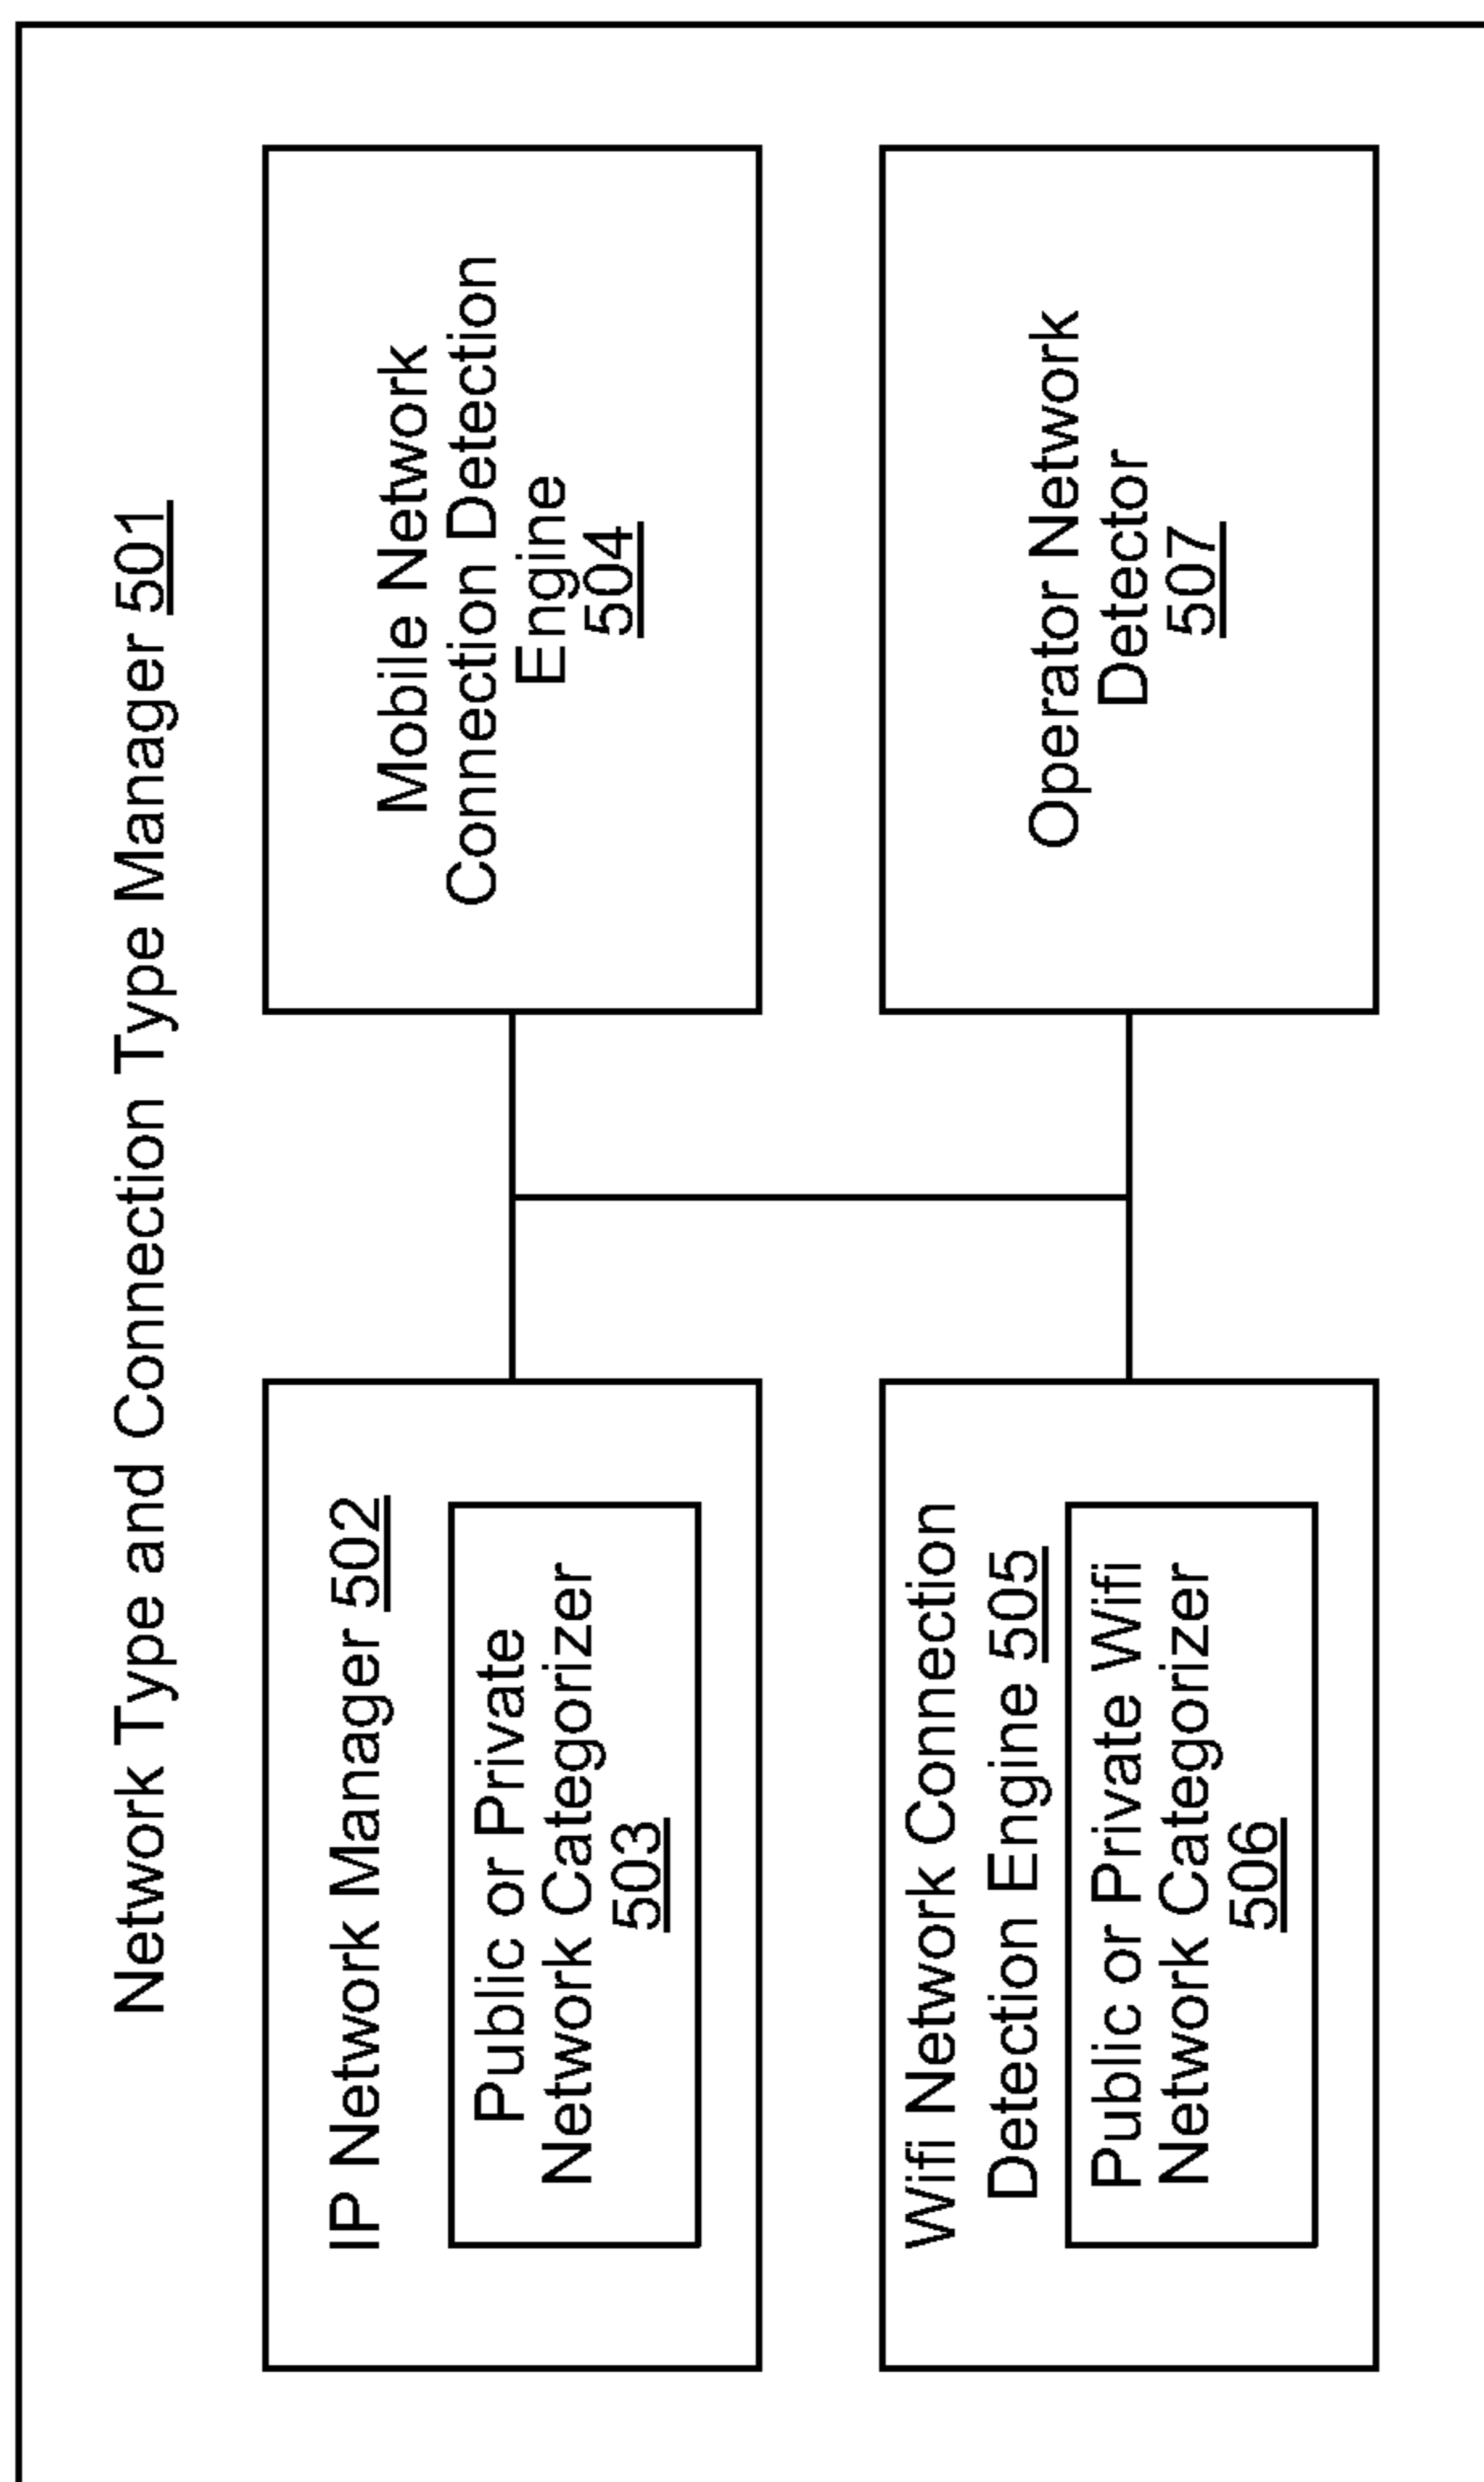 Network Type and Connection Type Manager 501
IP Network Manager 502
Public or Private
Network Categorizer
503
Mobile Network
Connection Detection
Engine
504
Wifi Network Connection
Detection Engine 505
Public or Private Wifi
Network Categorizer
506
Operator Network
Detector
507